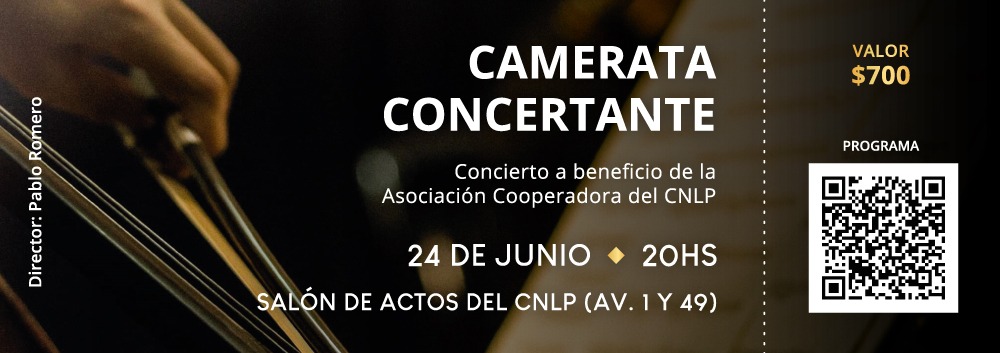 Director: Pablo Romero
CAMERATA
CONCERTANTE
Concierto a beneficio de la
Asociación Cooperadora del CNLP
24 DE JUNIO 20HS
SALÓN DE ACTOS DEL CNLP (AV. 1 Y 49)
VALOR
$700
PROGRAMA